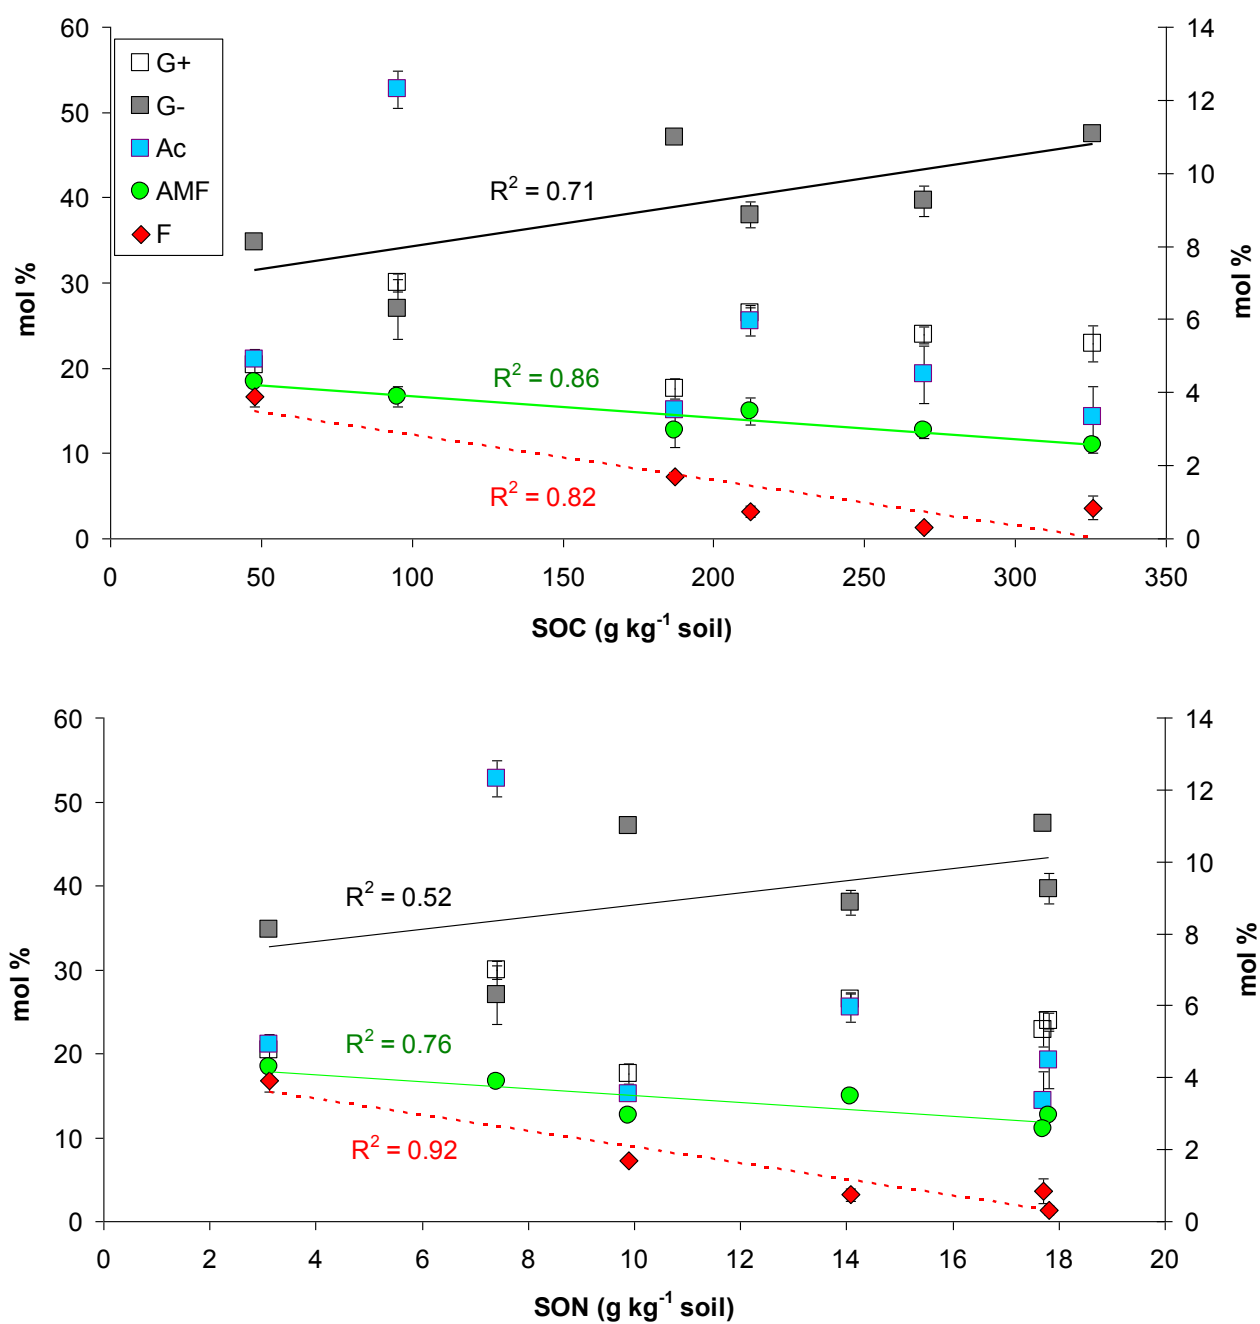 60
50
40
30
20
10
0
mol %
G+
G-
Ac
AMF
F
R² = 0.71
R² = 0.86
R² = 0.82
14
12
10
8
6
4
2
0
mol %
0 50 100 150 200 250 300 350
SOC (g kg⁻¹ soil)
60
50
40
30
20
10
0
mol %
R² = 0.52
R² = 0.76
R² = 0.92
14
12
10
8
6
4
2
0
mol %
0 2 4 6 8 10 12 14 16 18 20
SON (g kg⁻¹ soil)